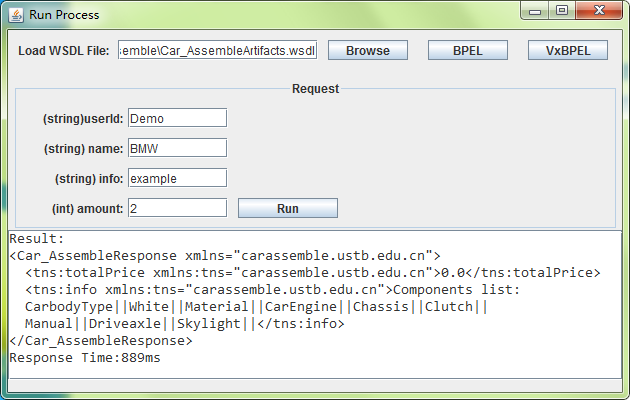 Run Process
Load WSDL File: semble\Car_AssembleArtifacts.wsdl Browse BPEL VxBPEL
Request
(string)userId: Demo
(string) name: BMW
(string) info: example
(int) amount: 2 Run
Result:
<Car_AssembleResponse xmlns="carassemble.ustb.edu.cn">
<tns:totalPrice xmlns:tns="carassemble.ustb.edu.cn">0.0</tns:totalPrice>
<tns:info xmlns:tns="carassemble.ustb.edu.cn">Components list:
CarbodyType||White||Material||CarEngine||Chassis||Clutch||
Manual||Driveaxle||Skylight||</tns:info>
</Car_AssembleResponse>
Response Time:889ms